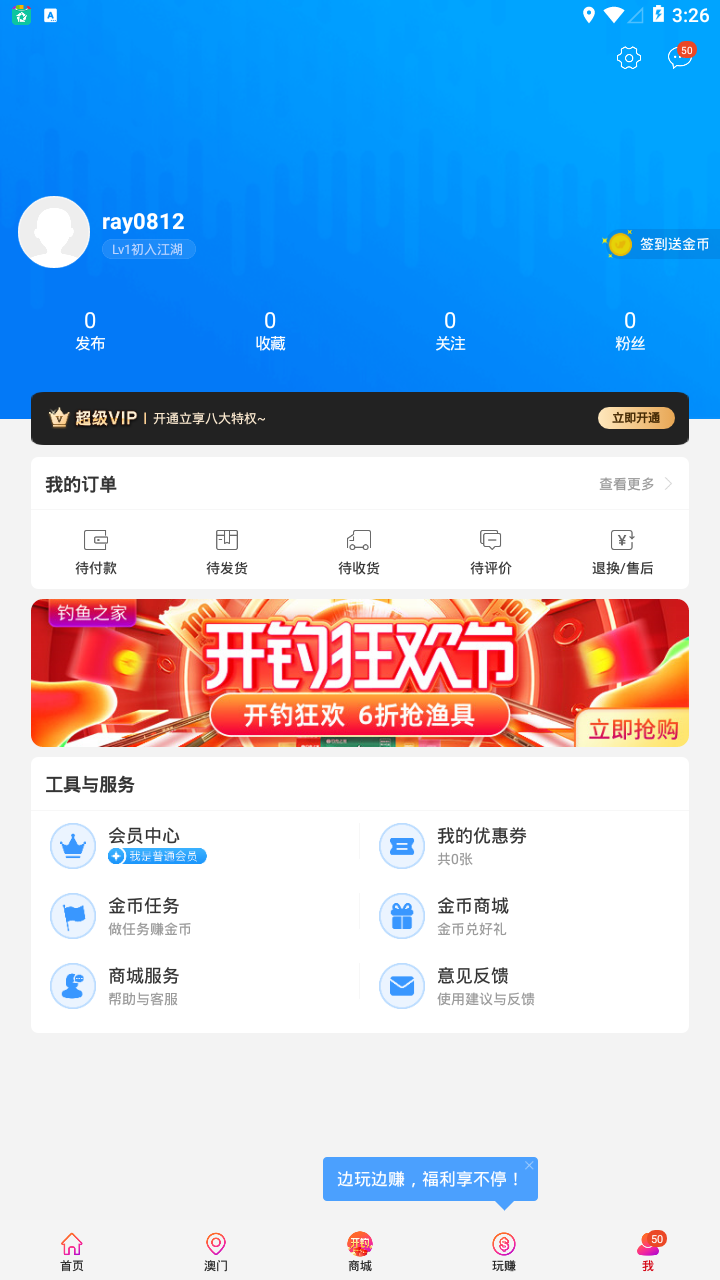 3:26
50
ray0812
Lv1初入江湖
签到送金币
0 0 0 0
发布 收藏 关注 粉丝
超级VIP 开通立享八大特权~ 立即开通
我的订单 查看更多
待付款 待发货 待收货 待评价 退换/售后
钓鱼之家
100 100
开钓狂欢节
开钓狂欢 6折抢渔具
立即抢购
工具与服务
会员中心 我的优惠券
我是普通会员 共0张
金币任务 金币商城
做任务赚金币 金币兑好礼
商城服务 意见反馈
帮助与客服 使用建议与反馈
边玩边赚，福利享不停！
开钓 50
首页 澳门 商城 玩赚 我